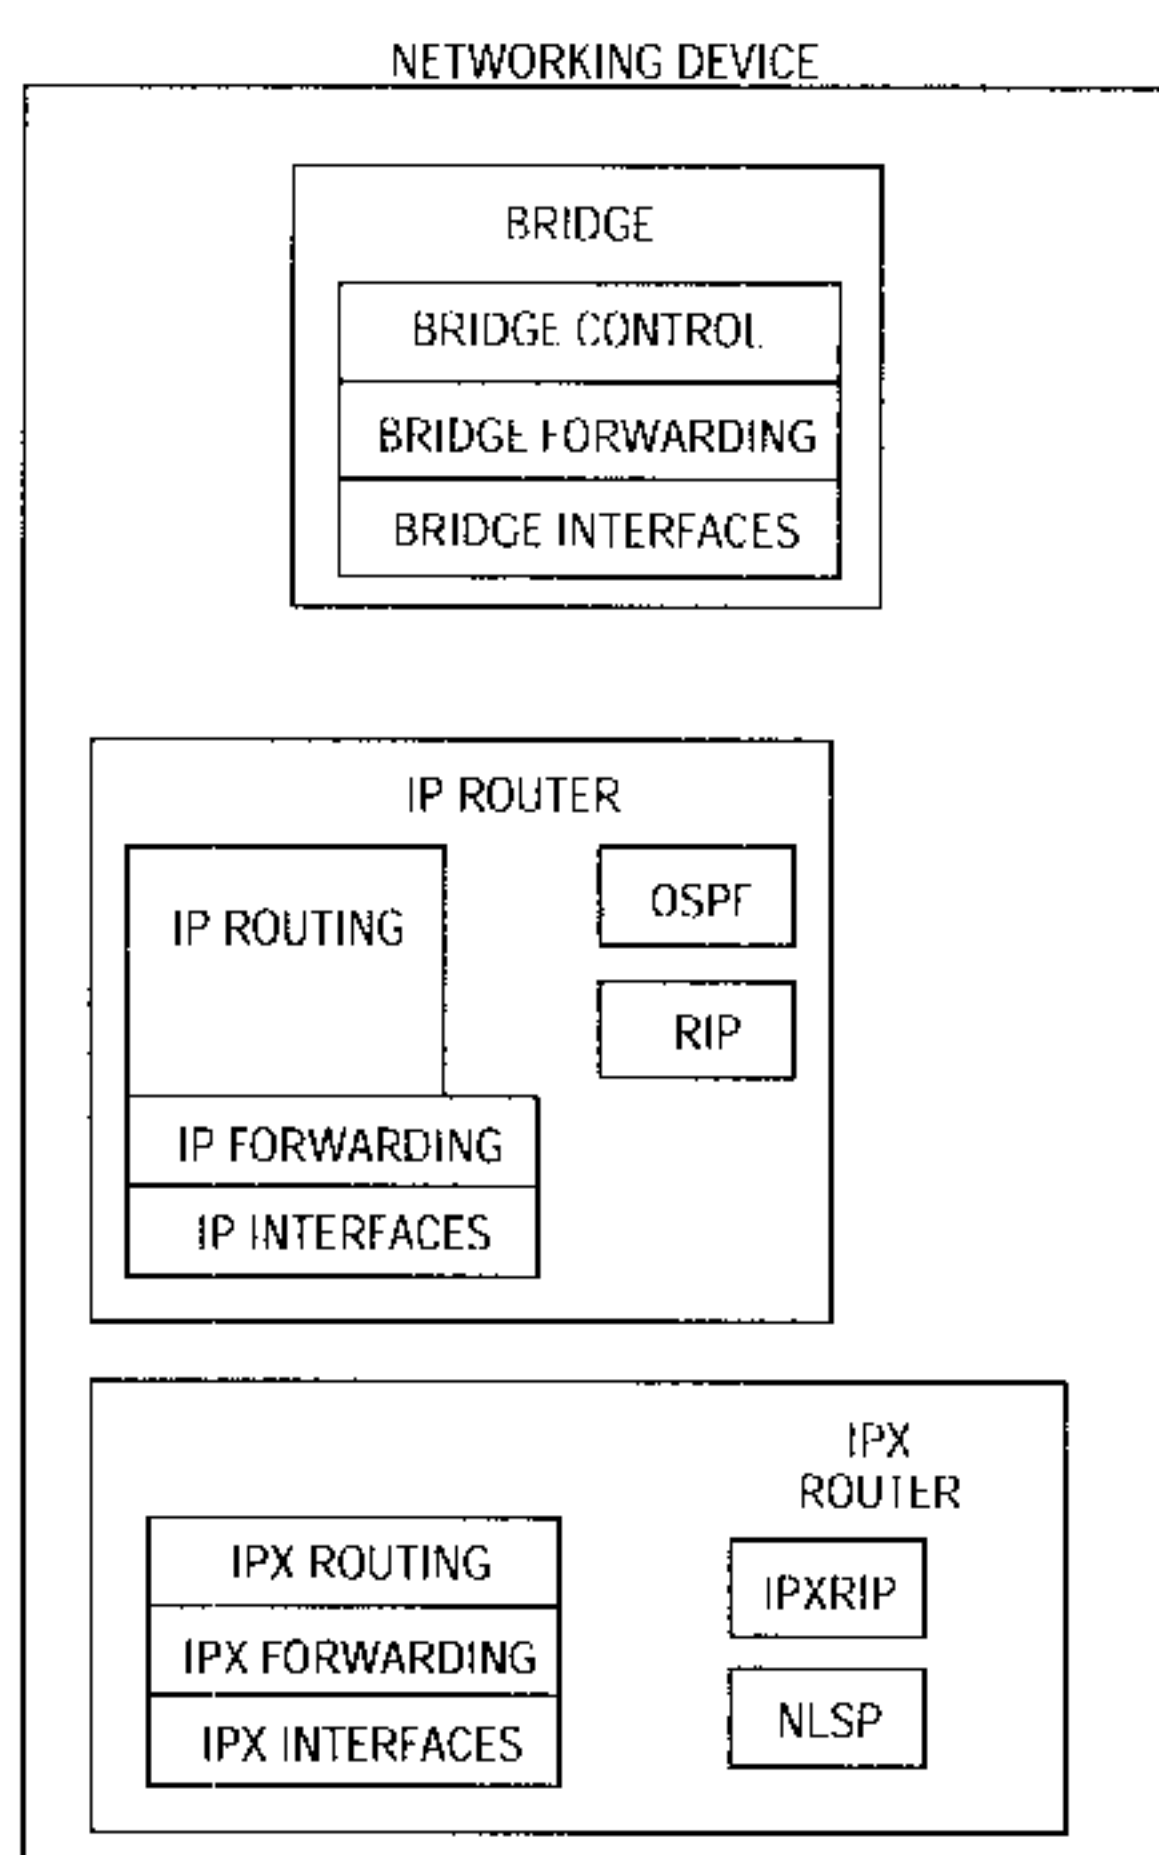 NETWORKING DEVICE
BRIDGE
BRIDGE CONTROL
BRIDGE FORWARDING
BRIDGE INTERFACES
IP ROUTER
IP ROUTING
OSPF
RIP
IP FORWARDING
IP INTERFACES
IPX
ROUTER
IPX ROUTING
IPX FORWARDING
IPX INTERFACES
IPXRIP
NLSP